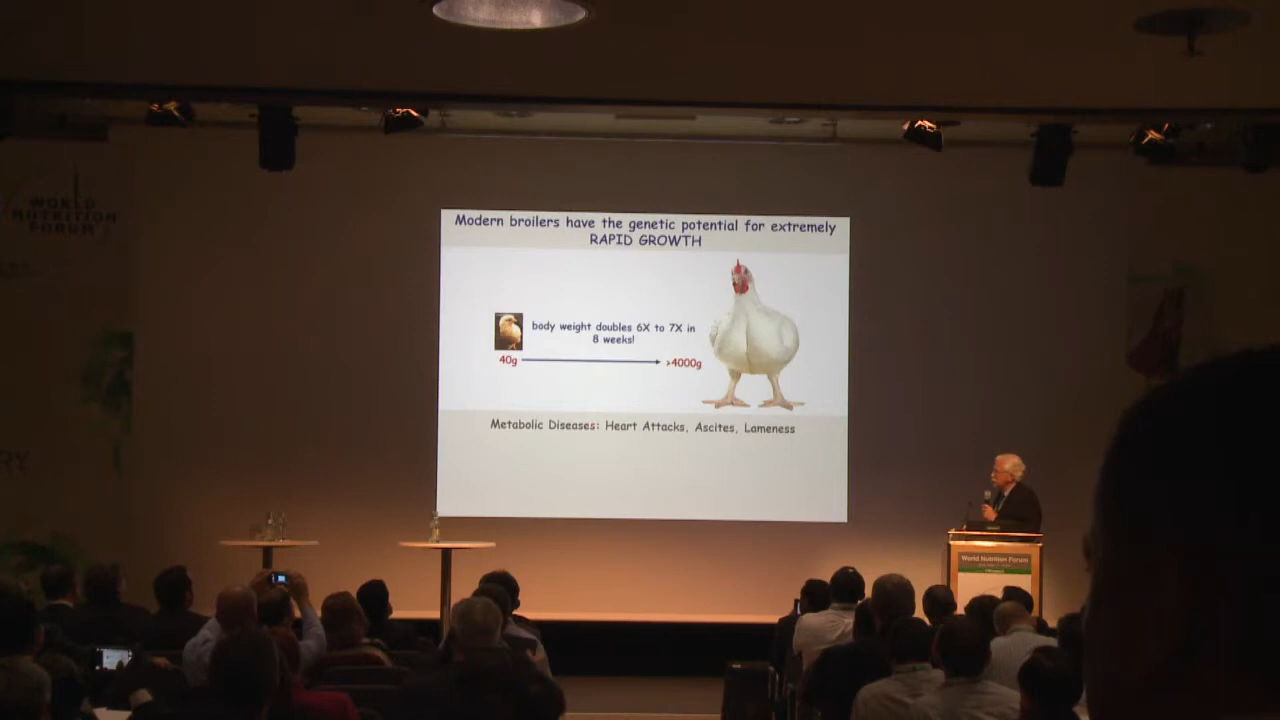 WORLD
NUTRITION
FORUM
Modern broilers have the genetic potential for extremely
RAPID GROWTH
body weight doubles 6X to 7X in
8 weeks!
40g
>4000g
Metabolic Diseases: Heart Attacks, Ascites, Lameness
RY
World Nutrition Forum